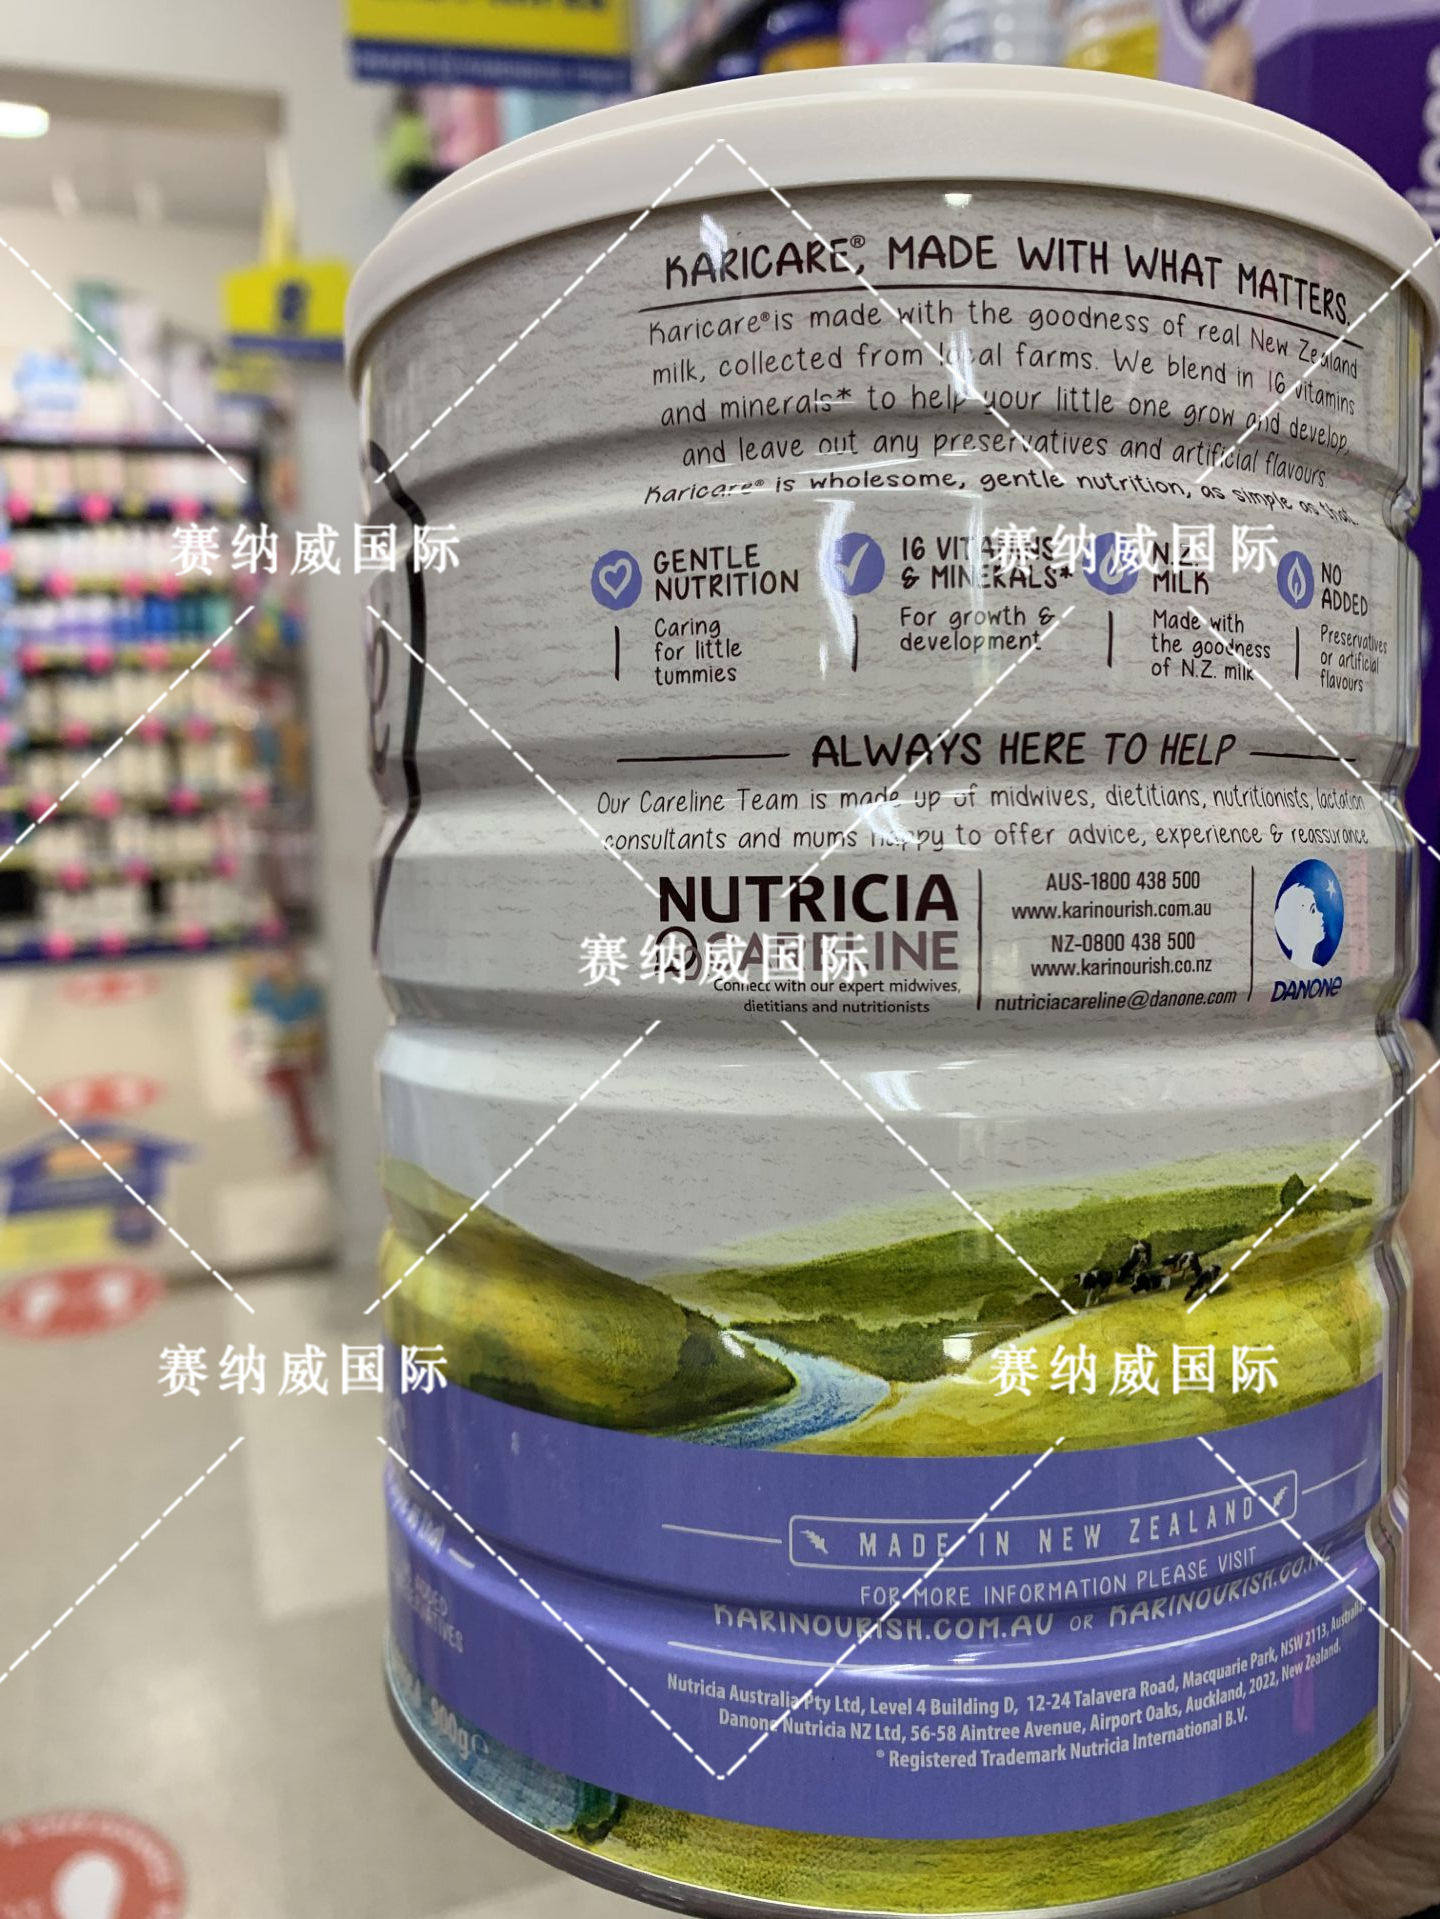 KARICARE®, MADE WITH WHAT MATTERS.
Karicare® is made with the goodness of real New Zealand
milk, collected from local farms. We blend in 16 vitamins
and minerals* to help your little one grow and develop,
and leave out any preservatives and artificial flavours.
Karicare® is wholesome, gentle nutrition, as simple as that.
GENTLE
NUTRITION
Caring
for little
tummies
16 VITAMINS
& MINERALS*
For growth &
development
N.Z.
MILK
Made with
the goodness
of N.Z. milk
NO
ADDED
Preservatives
or artificial
flavours
赛纳威国际
赛纳威国际
ALWAYS HERE TO HELP
Our Careline Team is made up of midwives, dietitians, nutritionists, lactation
consultants and mums happy to offer advice, experience & reassurance
NUTRICIA
CARELINE
Connect with our expert midwives,
dietitians and nutritionists
AUS-1800 438 500
www.karinourish.com.au
NZ-0800 438 500
www.karinourish.co.nz
nutriciacareline@danone.com
DANONE
赛纳威国际
赛纳威国际
赛纳威国际
MADE IN NEW ZEALAND
FOR MORE INFORMATION PLEASE VISIT
KARINOURISH.COM.AU OR KARINOURISH.CO.NZ
Nutricia Australia Pty Ltd, Level 4 Building D, 12-24 Talavera Road, Macquarie Park, NSW 2113, Australia.
Danone Nutricia NZ Ltd, 56-58 Aintree Avenue, Airport Oaks, Auckland, 2022, New Zealand.
® Registered Trademark Nutricia International B.V.
900g